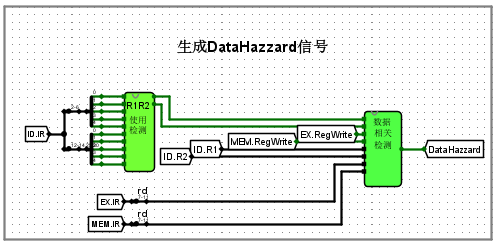 生成DataHazzard信号
R1R2
使用
检测
ID.IR
2-6
数据
相关
检测
EX.RegWrite
MEM.RegWrite
ID.R1
ID.R2
DataHazzard
rd
EX.IR
rd
MEM.IR